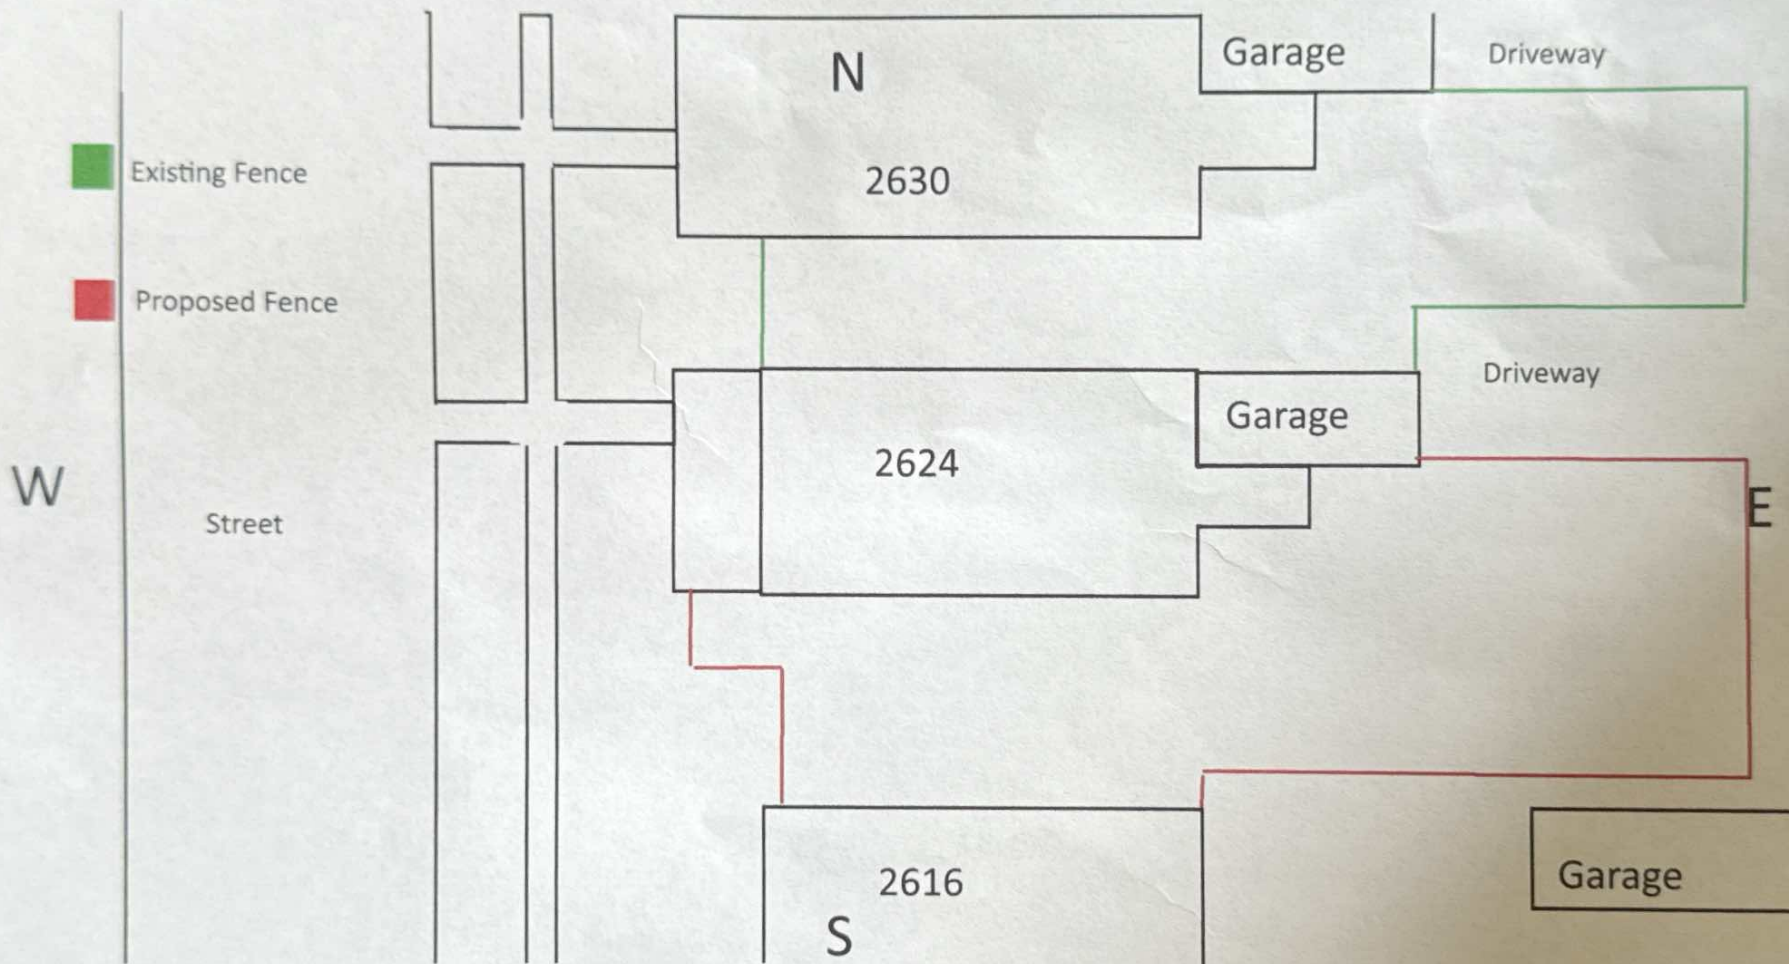 N
Garage
Driveway
Existing Fence
2630
Proposed Fence
Driveway
Garage
2624
W
E
Street
2616
Garage
S